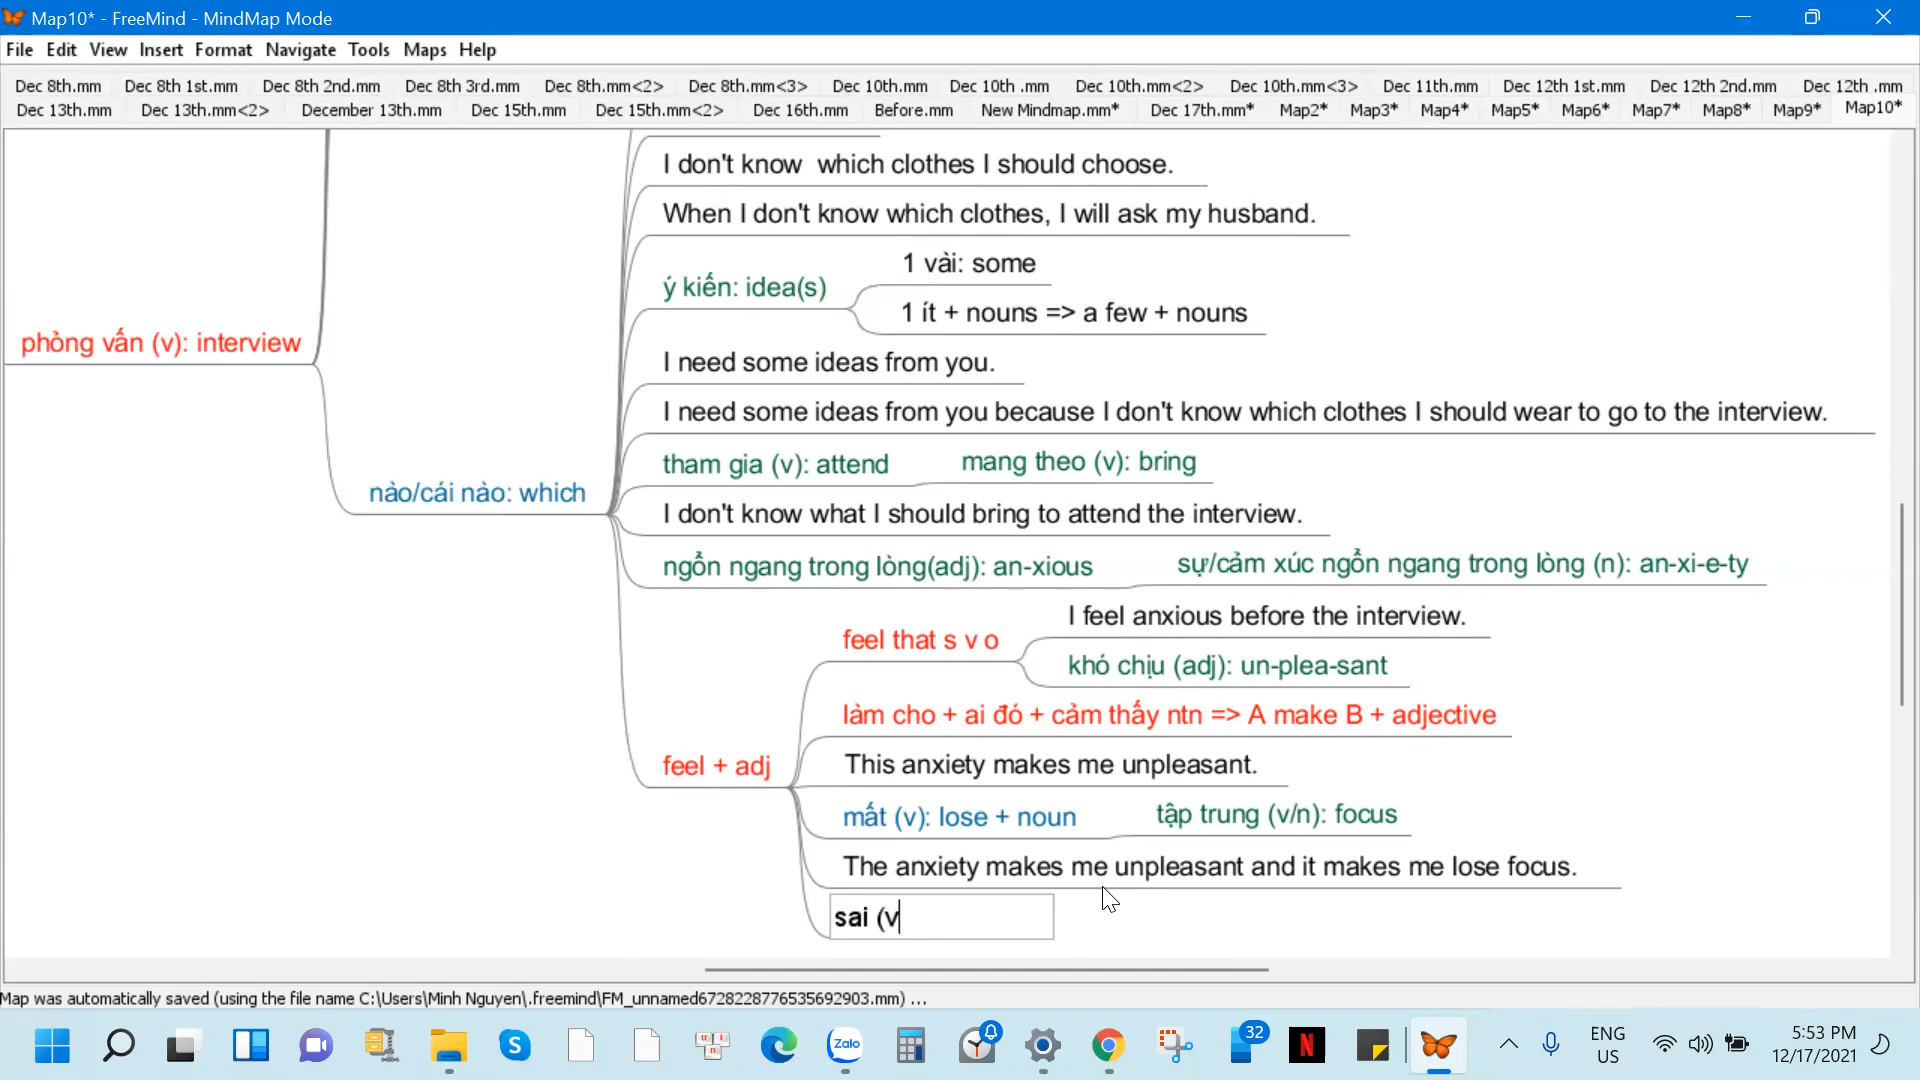 Map10* - FreeMind - MindMap Mode
File Edit View Insert Format Navigate Tools Maps Help
Dec 8th.mm Dec 8th 1st.mm Dec 8th 2nd.mm Dec 8th 3rd.mm Dec 8th.mm<2> Dec 8th.mm<3> Dec 10th.mm Dec 10th .mm Dec 10th.mm<2> Dec 10th.mm<3> Dec 11th.mm Dec 12th 1st.mm Dec 12th 2nd.mm Dec 12th .mm
Dec 13th.mm Dec 13th.mm<2> December 13th.mm Dec 15th.mm Dec 15th.mm<2> Dec 16th.mm Before.mm New Mindmap.mm* Dec 17th.mm* Map2* Map3* Map4* Map5* Map6* Map7* Map8* Map9* Map10*
I don't know  which clothes I should choose.
When I don't know which clothes, I will ask my husband.
1 vài: some
ý kiến: idea(s)
1 ít + nouns => a few + nouns
phỏng vấn (v): interview
I need some ideas from you.
I need some ideas from you because I don't know which clothes I should wear to go to the interview.
tham gia (v): attend mang theo (v): bring
nào/cái nào: which
I don't know what I should bring to attend the interview.
ngổn ngang trong lòng(adj): an-xious sự/cảm xúc ngổn ngang trong lòng (n): an-xi-e-ty
I feel anxious before the interview.
feel that s v o
khó chịu (adj): un-plea-sant
làm cho + ai đó + cảm thấy ntn => A make B + adjective
feel + adj
This anxiety makes me unpleasant.
mất (v): lose + noun tập trung (v/n): focus
The anxiety makes me unpleasant and it makes me lose focus.
sai (v
Map was automatically saved (using the file name C:\Users\Minh Nguyen\.freemind\FM_unnamed6728228776535692903.mm) ...
Zalo
32
N
ENG
US
5:53 PM
12/17/2021